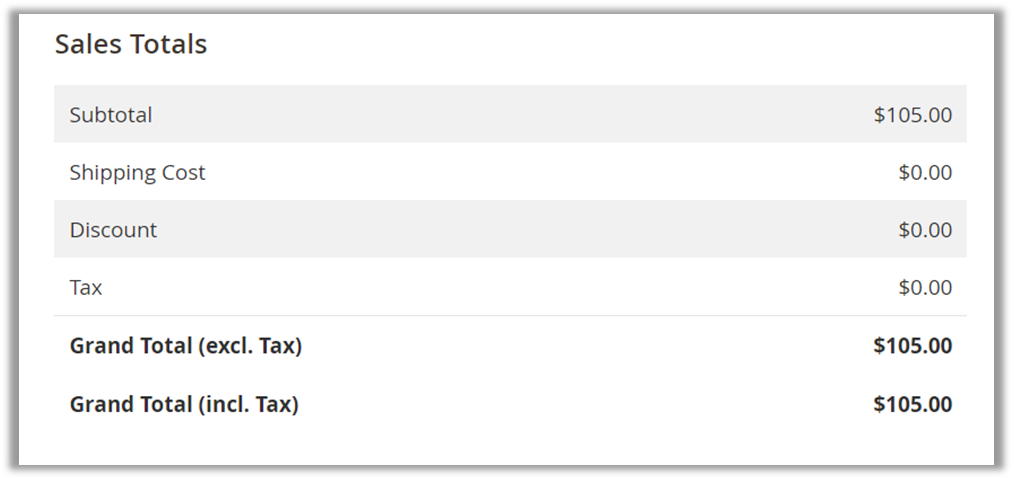 Sales Totals
Subtotal $105.00
Shipping Cost $0.00
Discount $0.00
Tax $0.00
Grand Total (excl. Tax) $105.00
Grand Total (incl. Tax) $105.00